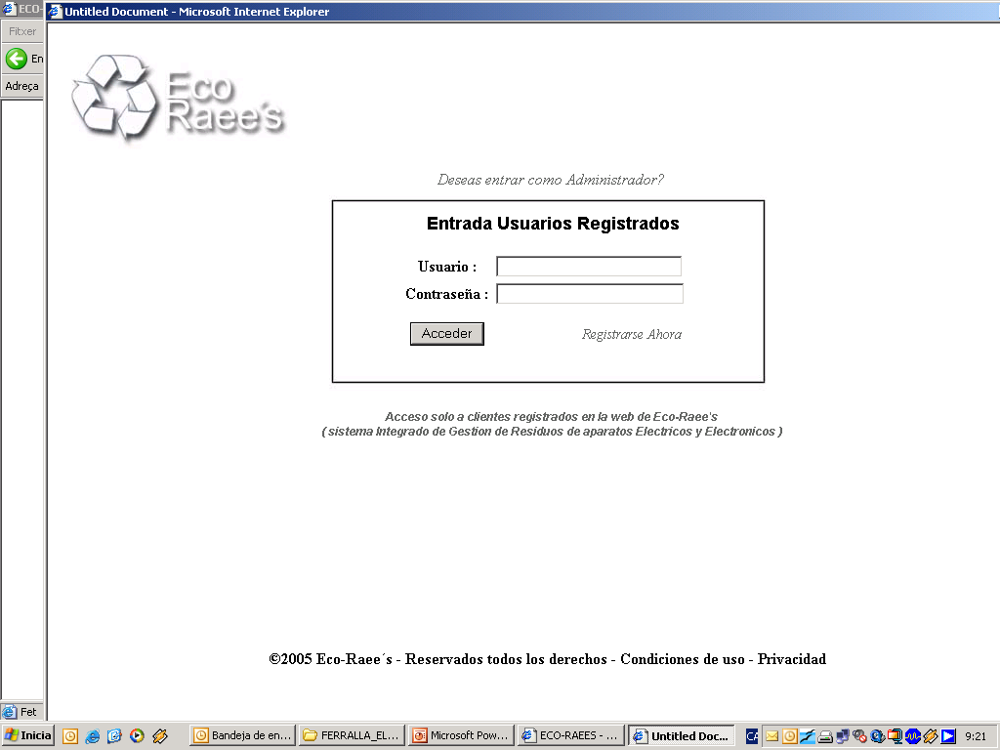 ECO-
Untitled Document - Microsoft Internet Explorer
Fitxer
En
Adreça
Eco
Raee´s
Deseas entrar como Administrador?
Entrada Usuarios Registrados
Usuario :
Contraseña :
Acceder
Registrarse Ahora
Acceso solo a clientes registrados en la web de Eco-Raee's
( sistema Integrado de Gestion de Residuos de aparatos Electricos y Electronicos )
©2005 Eco-Raee´s - Reservados todos los derechos - Condiciones de uso - Privacidad
Fet
Inicia
Bandeja de en...
FERRALLA_EL...
Microsoft Pow...
ECO-RAEES - ...
Untitled Doc...
CA
9:21